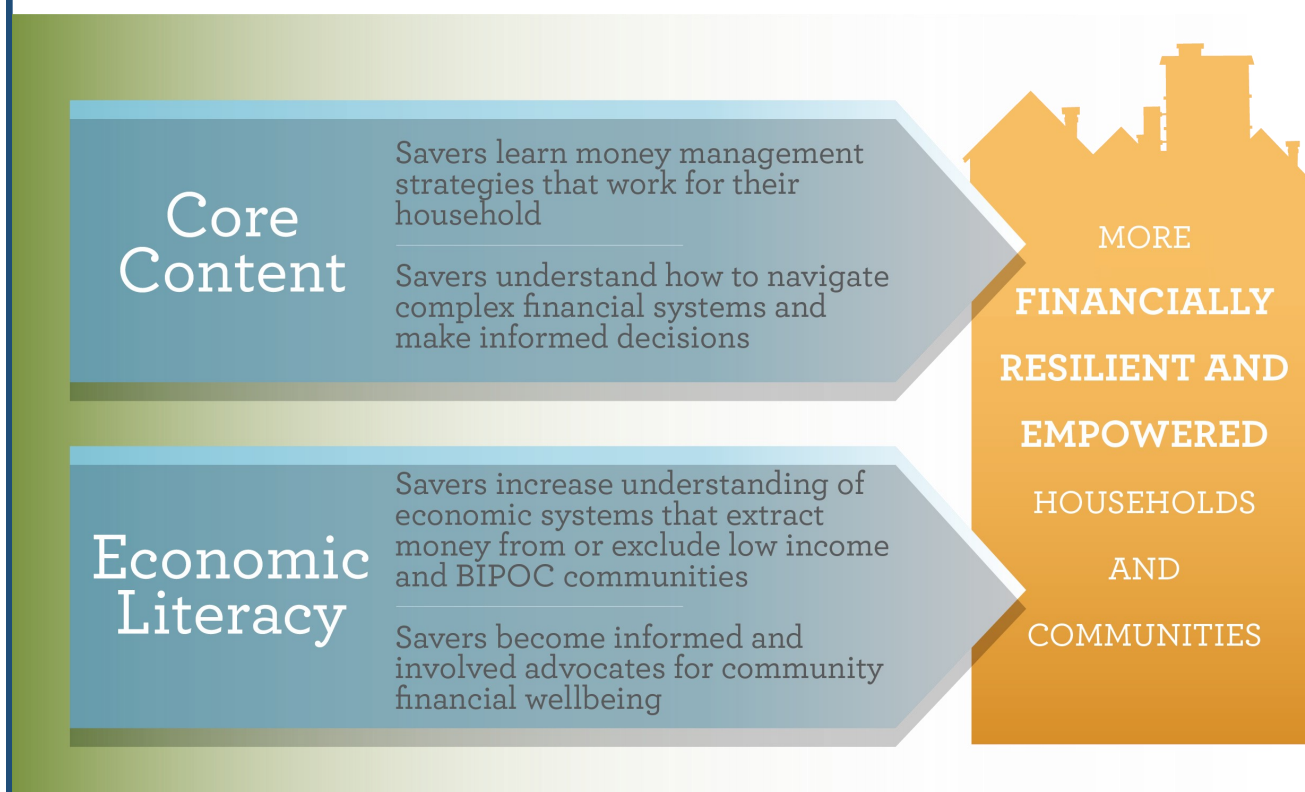 Core
Content
Savers learn money management
strategies that work for their
household
Savers understand how to navigate
complex financial systems and
make informed decisions
Economic
Literacy
Savers increase understanding of
economic systems that extract
money from or exclude low income
and BIPOC communities
Savers become informed and
involved advocates for community
financial wellbeing
MORE
FINANCIALLY
RESILIENT AND
EMPOWERED
HOUSEHOLDS
AND
COMMUNITIES